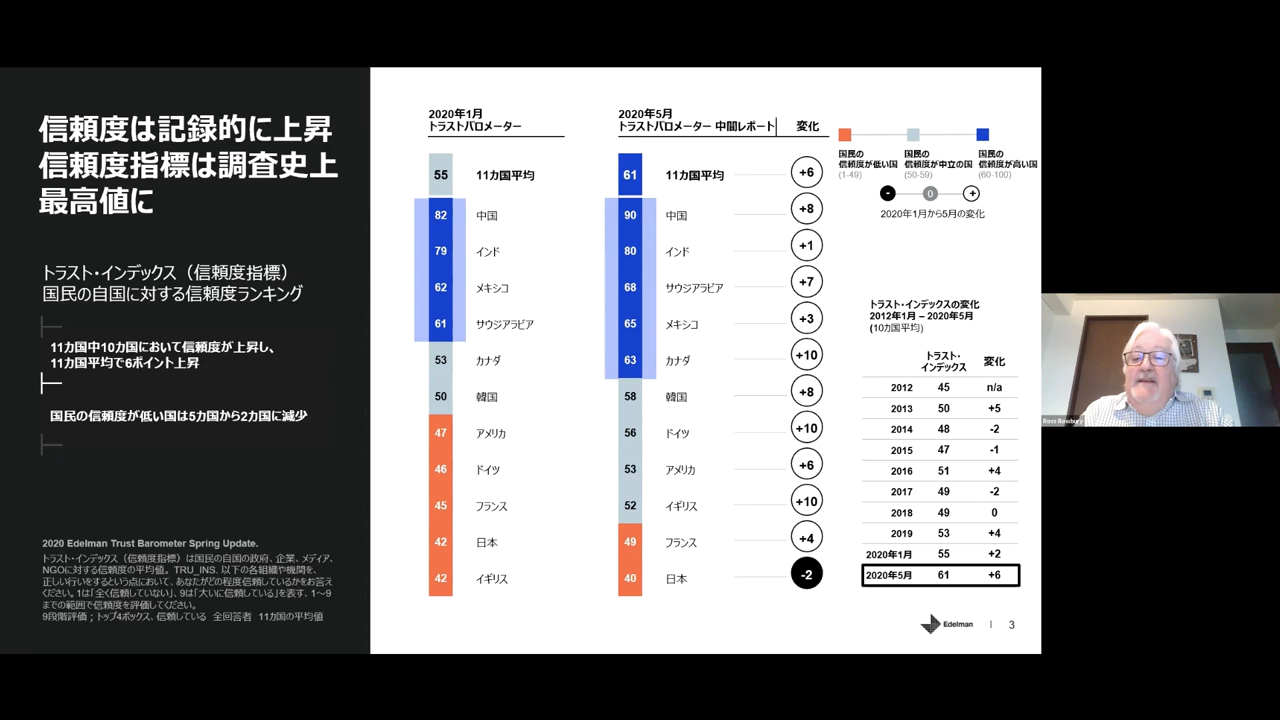 信頼度は記録的に上昇
信頼度指標は調査史上
最高値に
トラスト・インデックス（信頼度指標）
国民の自国に対する信頼度ランキング
11カ国中10カ国において信頼度が上昇し、
11カ国平均で6ポイント上昇
国民の信頼度が低い国は5カ国から2カ国に減少
2020 Edelman Trust Barometer Spring Update.
トラスト・インデックス（信頼度指標）は国民の自国の政府、企業、メディア、
NGOに対する信頼度の平均値。TRU_INS. 以下の各組織や機関を、
正しい行いをするという点において、あなたがどの程度信頼しているかをお答え
ください。1は「全く信頼していない」、9は「大いに信頼している」を表す、1～9
までの範囲で信頼度を評価してください。
9段階評価；トップ4ボックス、信頼している　全回答者　11カ国の平均値
2020年1月
トラストバロメーター
55 11カ国平均
82 中国
79 インド
62 メキシコ
61 サウジアラビア
53 カナダ
50 韓国
47 アメリカ
46 ドイツ
45 フランス
42 日本
42 イギリス
2020年5月
トラストバロメーター 中間レポート 変化
61 11カ国平均 +6
90 中国 +8
80 インド +1
68 サウジアラビア +7
65 メキシコ +3
63 カナダ +10
58 韓国 +8
56 ドイツ +10
53 アメリカ +6
52 イギリス +10
49 フランス +4
40 日本 -2
国民の 国民の 国民の
信頼度が低い国 信頼度が中立の国 信頼度が高い国
(1-49) (50-59) (60-100)
- 0 +
2020年1月から5月の変化
トラスト・インデックスの変化
2012年1月 – 2020年5月
(10カ国平均)
トラスト・
インデックス 変化
2012 45 n/a
2013 50 +5
2014 48 -2
2015 47 -1
2016 51 +4
2017 49 -2
2018 49 0
2019 53 +4
2020年1月 55 +2
2020年5月 61 +6
Edelman | 3
Ross Rowbury